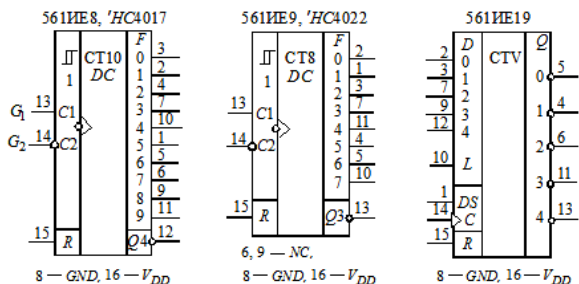 561ИЕ8, 'HC4017
CT10
DC
1
C1
C2
R
F
0
1
2
3
4
5
6
7
8
9
Q4
G1 13
G2 14
15
3
2
4
7
10
1
5
6
9
11
12
8 — GND, 16 — VDD
561ИЕ9, 'HC4022
CT8
DC
1
C1
C2
R
F
0
1
2
3
4
5
6
7
Q3
13
14
15
2
1
3
7
11
4
5
10
13
6, 9 — NC,
8 — GND, 16 — VDD
561ИЕ19
CTV
D
0
1
2
3
4
L
DS
C
R
Q
0
1
2
3
4
2
3
7
9
12
10
1
14
15
5
4
6
11
13
8 — GND, 16 — VDD